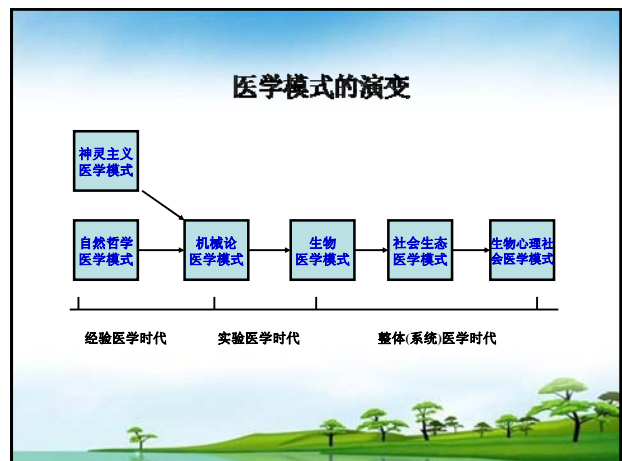 医学模式的演变
神灵主义
医学模式
自然哲学
医学模式
机械论
医学模式
生物
医学模式
社会生态
医学模式
生物心理社
会医学模式
经验医学时代
实验医学时代
整体(系统)医学时代